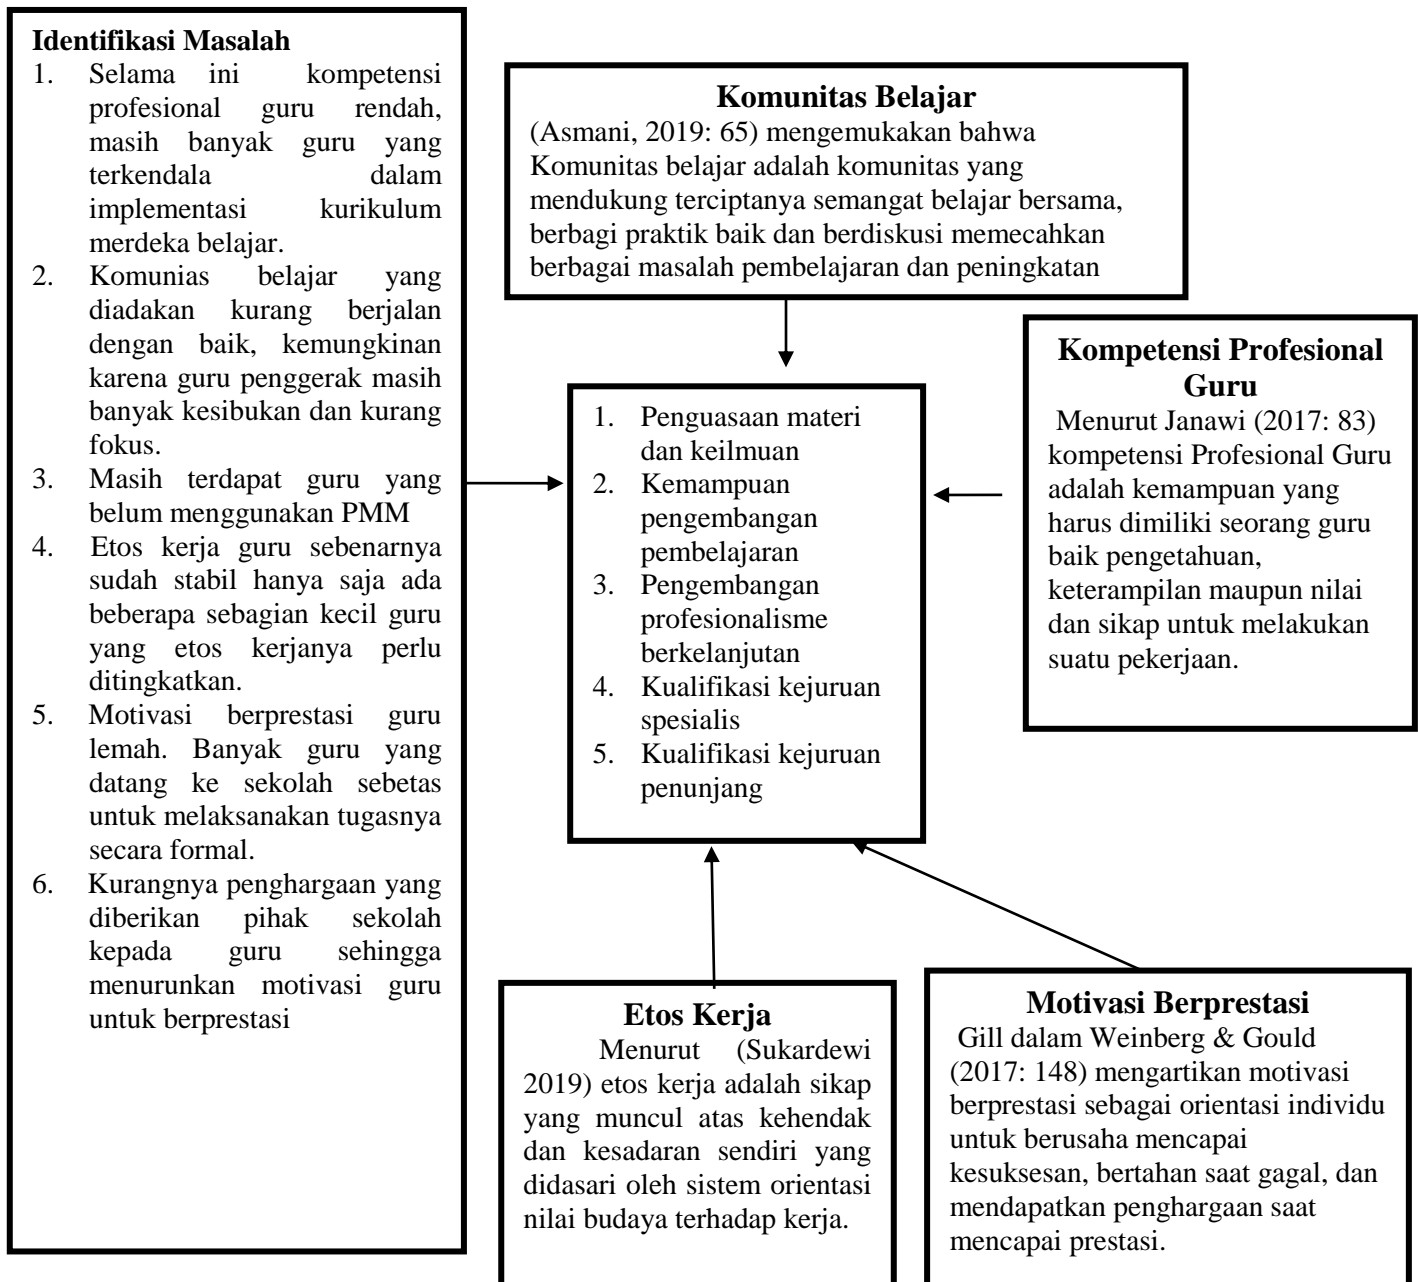 Identifikasi Masalah
1. Selama ini kompetensi
profesional guru rendah,
masih banyak guru yang
terkendala dalam
implementasi kurikulum
merdeka belajar.
2. Komunias belajar yang
diadakan kurang berjalan
dengan baik, kemungkinan
karena guru penggerak masih
banyak kesibukan dan kurang
fokus.
3. Masih terdapat guru yang
belum menggunakan PMM
4. Etos kerja guru sebenarnya
sudah stabil hanya saja ada
beberapa sebagian kecil guru
yang etos kerjanya perlu
ditingkatkan.
5. Motivasi berprestasi guru
lemah. Banyak guru yang
datang ke sekolah sebetas
untuk melaksanakan tugasnya
secara formal.
6. Kurangnya penghargaan yang
diberikan pihak sekolah
kepada guru sehingga
menurunkan motivasi guru
untuk berprestasi
Komunitas Belajar
(Asmani, 2019: 65) mengemukakan bahwa
Komunitas belajar adalah komunitas yang
mendukung terciptanya semangat belajar bersama,
berbagi praktik baik dan berdiskusi memecahkan
berbagai masalah pembelajaran dan peningkatan
1. Penguasaan materi
dan keilmuan
2. Kemampuan
pengembangan
pembelajaran
3. Pengembangan
profesionalisme
berkelanjutan
4. Kualifikasi kejuruan
spesialis
5. Kualifikasi kejuruan
penunjang
Kompetensi Profesional
Guru
Menurut Janawi (2017: 83)
kompetensi Profesional Guru
adalah kemampuan yang
harus dimiliki seorang guru
baik pengetahuan,
keterampilan maupun nilai
dan sikap untuk melakukan
suatu pekerjaan.
Etos Kerja
Menurut (Sukardewi
2019) etos kerja adalah sikap
yang muncul atas kehendak
dan kesadaran sendiri yang
didasari oleh sistem orientasi
nilai budaya terhadap kerja.
Motivasi Berprestasi
Gill dalam Weinberg & Gould
(2017: 148) mengartikan motivasi
berprestasi sebagai orientasi individu
untuk berusaha mencapai
kesuksesan, bertahan saat gagal, dan
mendapatkan penghargaan saat
mencapai prestasi.